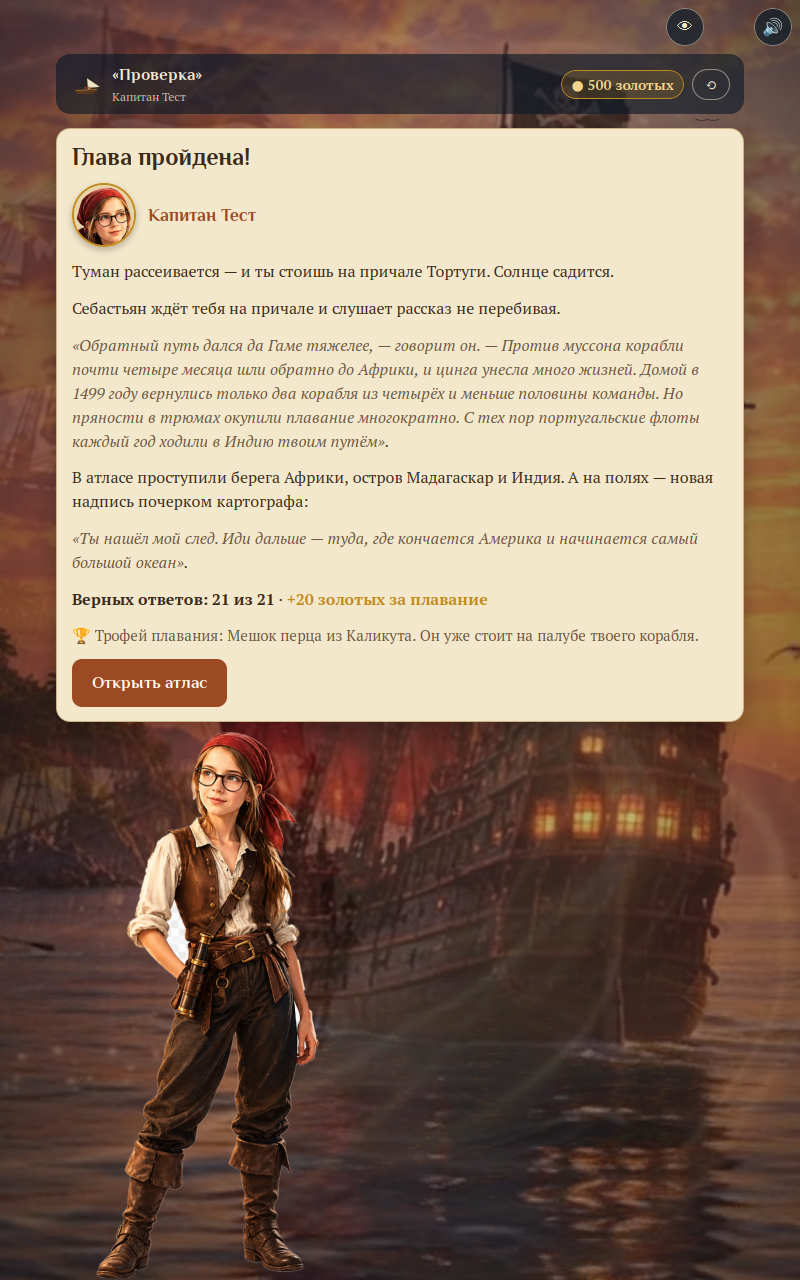 «Проверка»
Капитан Тест
500 золотых
Глава пройдена!
Капитан Тест
Туман рассеивается — и ты стоишь на причале Тортуги. Солнце садится.
Себастьян ждёт тебя на причале и слушает рассказ не перебивая.
«Обратный путь дался да Гаме тяжелее, — говорит он. — Против муссона корабли
почти четыре месяца шли обратно до Африки, и цинга унесла много жизней. Домой в
1499 году вернулись только два корабля из четырёх и меньше половины команды. Но
пряности в трюмах окупили плавание многократно. С тех пор португальские флоты
каждый год ходили в Индию твоим путём».
В атласе проступили берега Африки, остров Мадагаскар и Индия. А на полях — новая
надпись почерком картографа:
«Ты нашёл мой след. Иди дальше — туда, где кончается Америка и начинается самый
большой океан».
Верных ответов: 21 из 21 · +20 золотых за плавание
🏆 Трофей плавания: Мешок перца из Каликута. Он уже стоит на палубе твоего корабля.
Открыть атлас